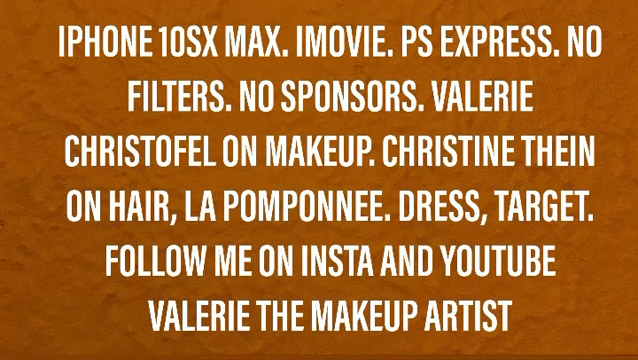 IPHONE 10SX MAX. IMOVIE. PS EXPRESS. NO
FILTERS. NO SPONSORS. VALERIE
CHRISTOFEL ON MAKEUP. CHRISTINE THEIN
ON HAIR, LA POMPONNEE. DRESS, TARGET.
FOLLOW ME ON INSTA AND YOUTUBE
VALERIE THE MAKEUP ARTIST